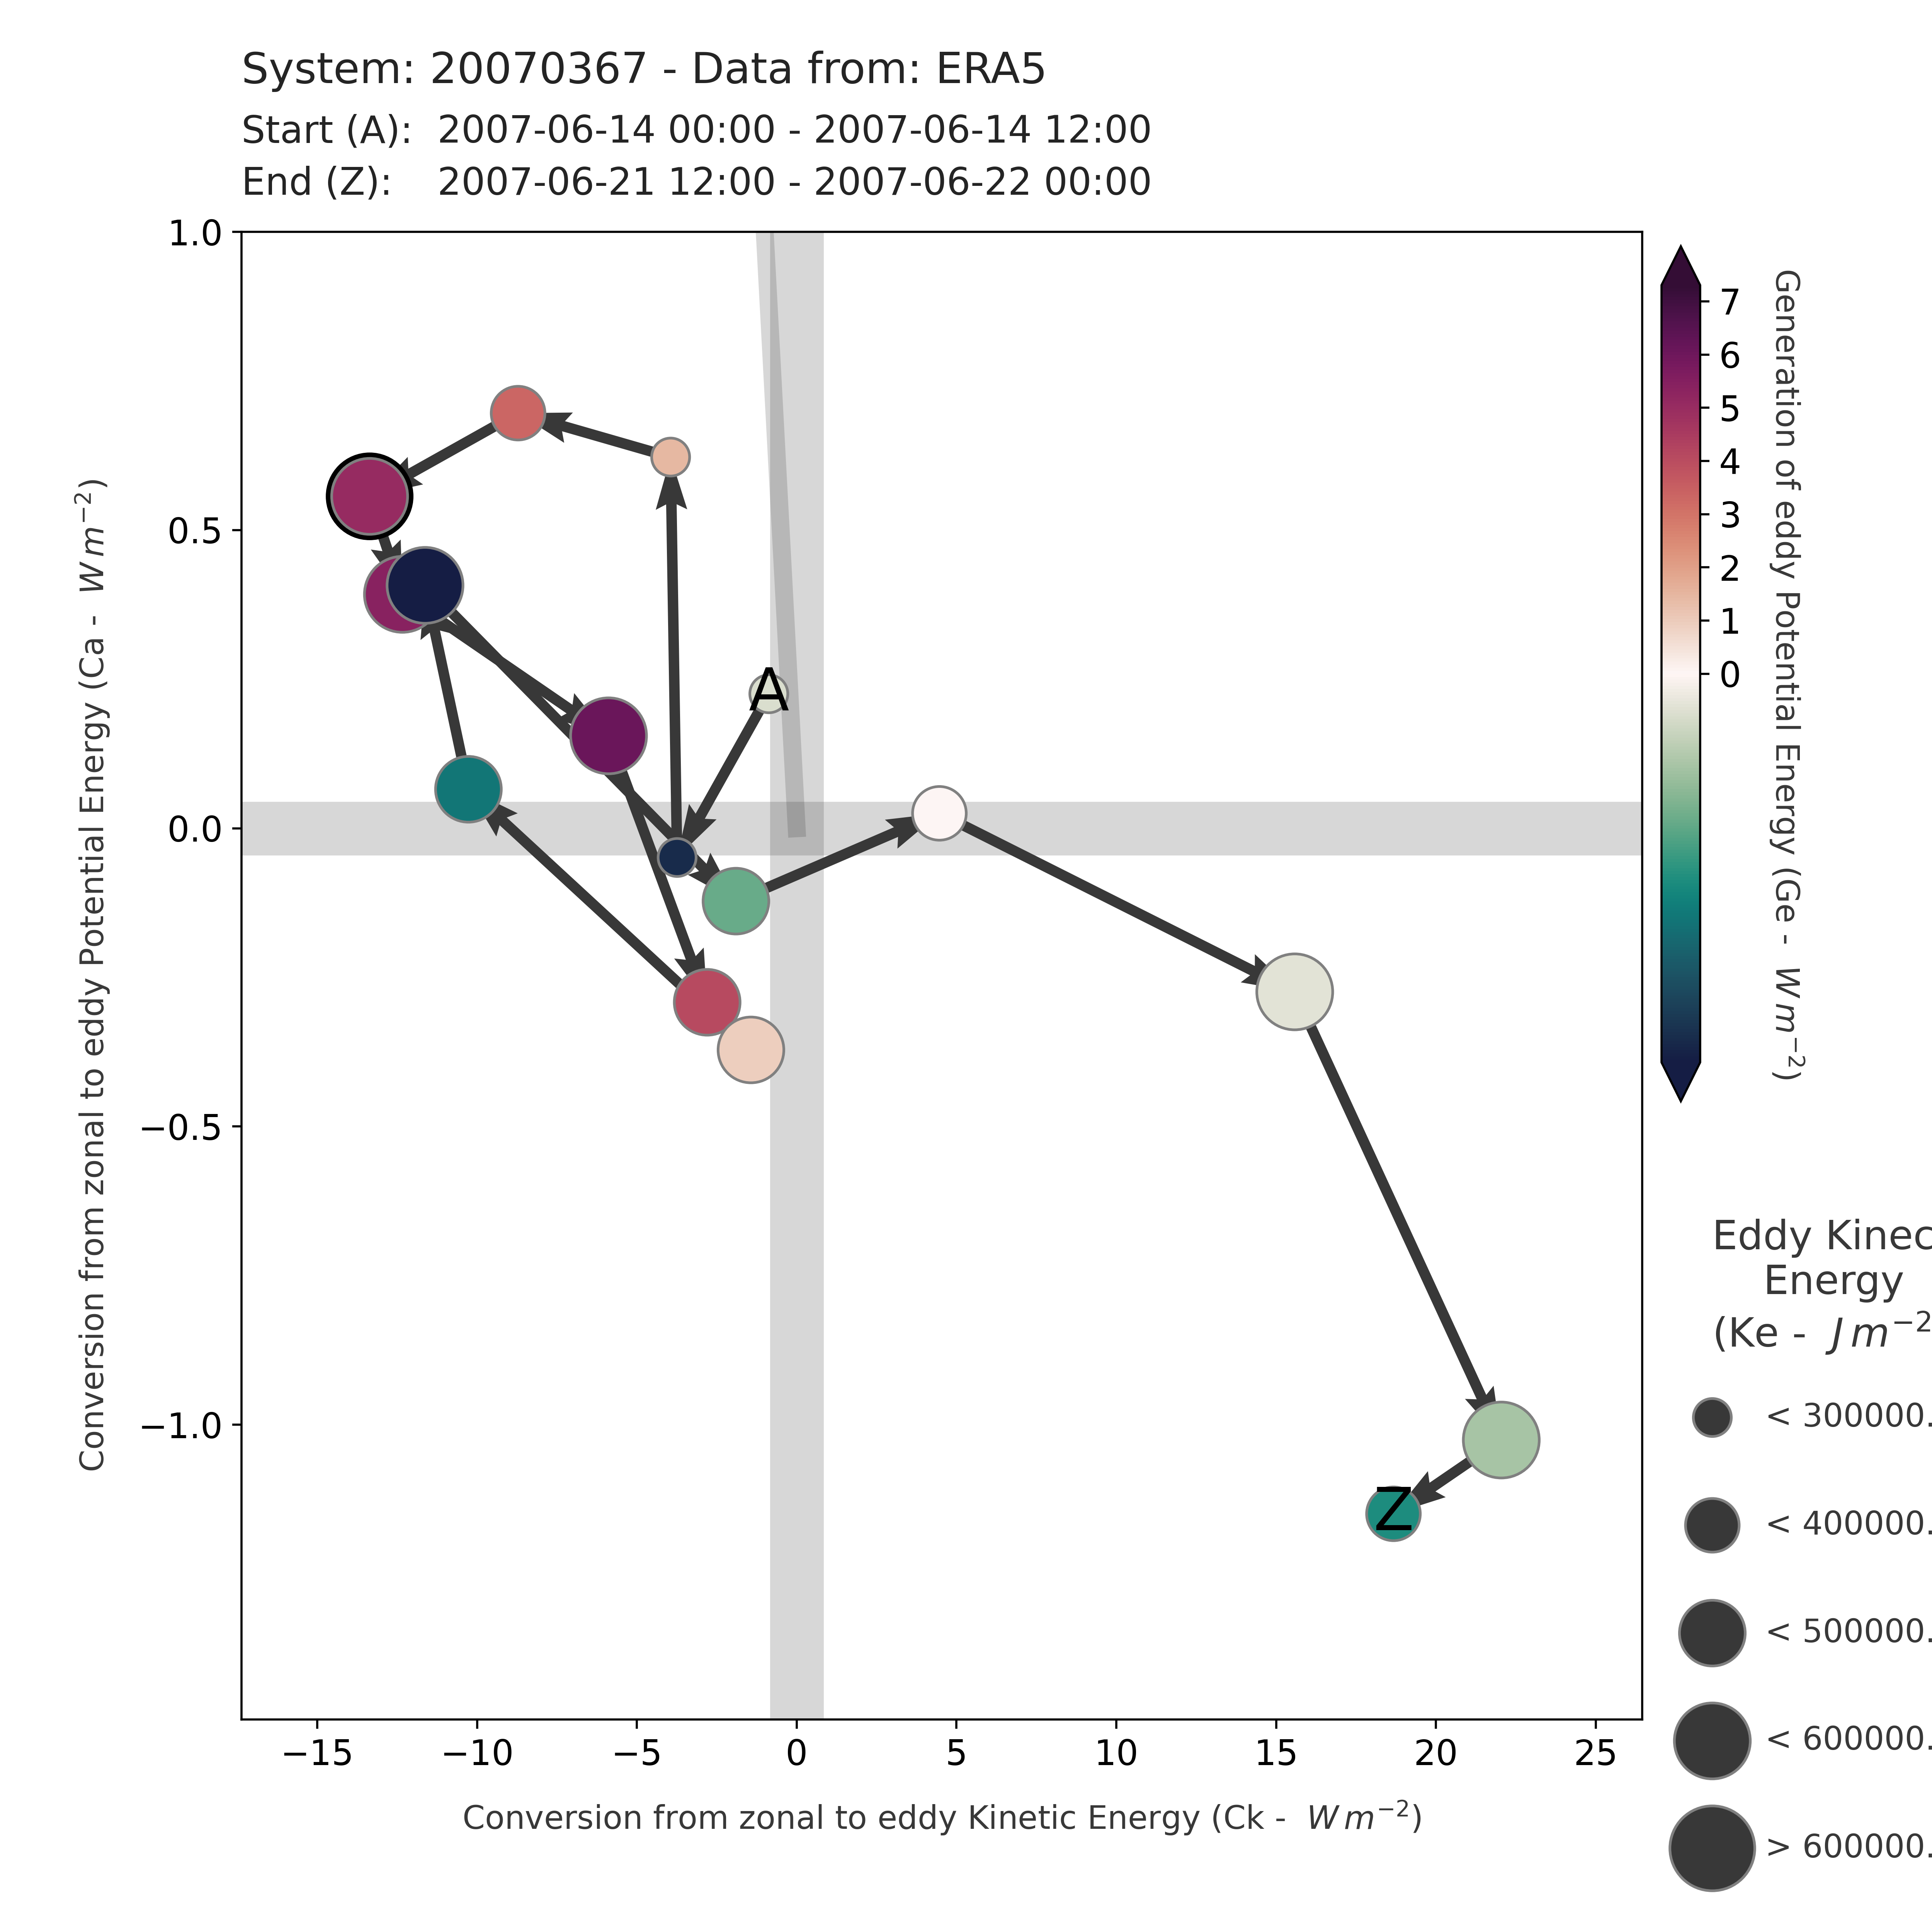 System: 20070367 - Data from: ERA5
Start (A): 2007-06-14 00:00 - 2007-06-14 12:00
End (Z): 2007-06-21 12:00 - 2007-06-22 00:00
1.0
0.5
0.0
−0.5
−1.0
Conversion from zonal to eddy Potential Energy (Ca - W m⁻²)
A
Z
−15
−10
−5
0
5
10
15
20
25
Conversion from zonal to eddy Kinetic Energy (Ck - W m⁻²)
7
6
5
4
3
2
1
0
Generation of eddy Potential Energy (Ge - W m⁻²)
Eddy Kinec
Energy
(Ke - J m⁻²
< 300000.
< 400000.
< 500000.
< 600000.
> 600000.